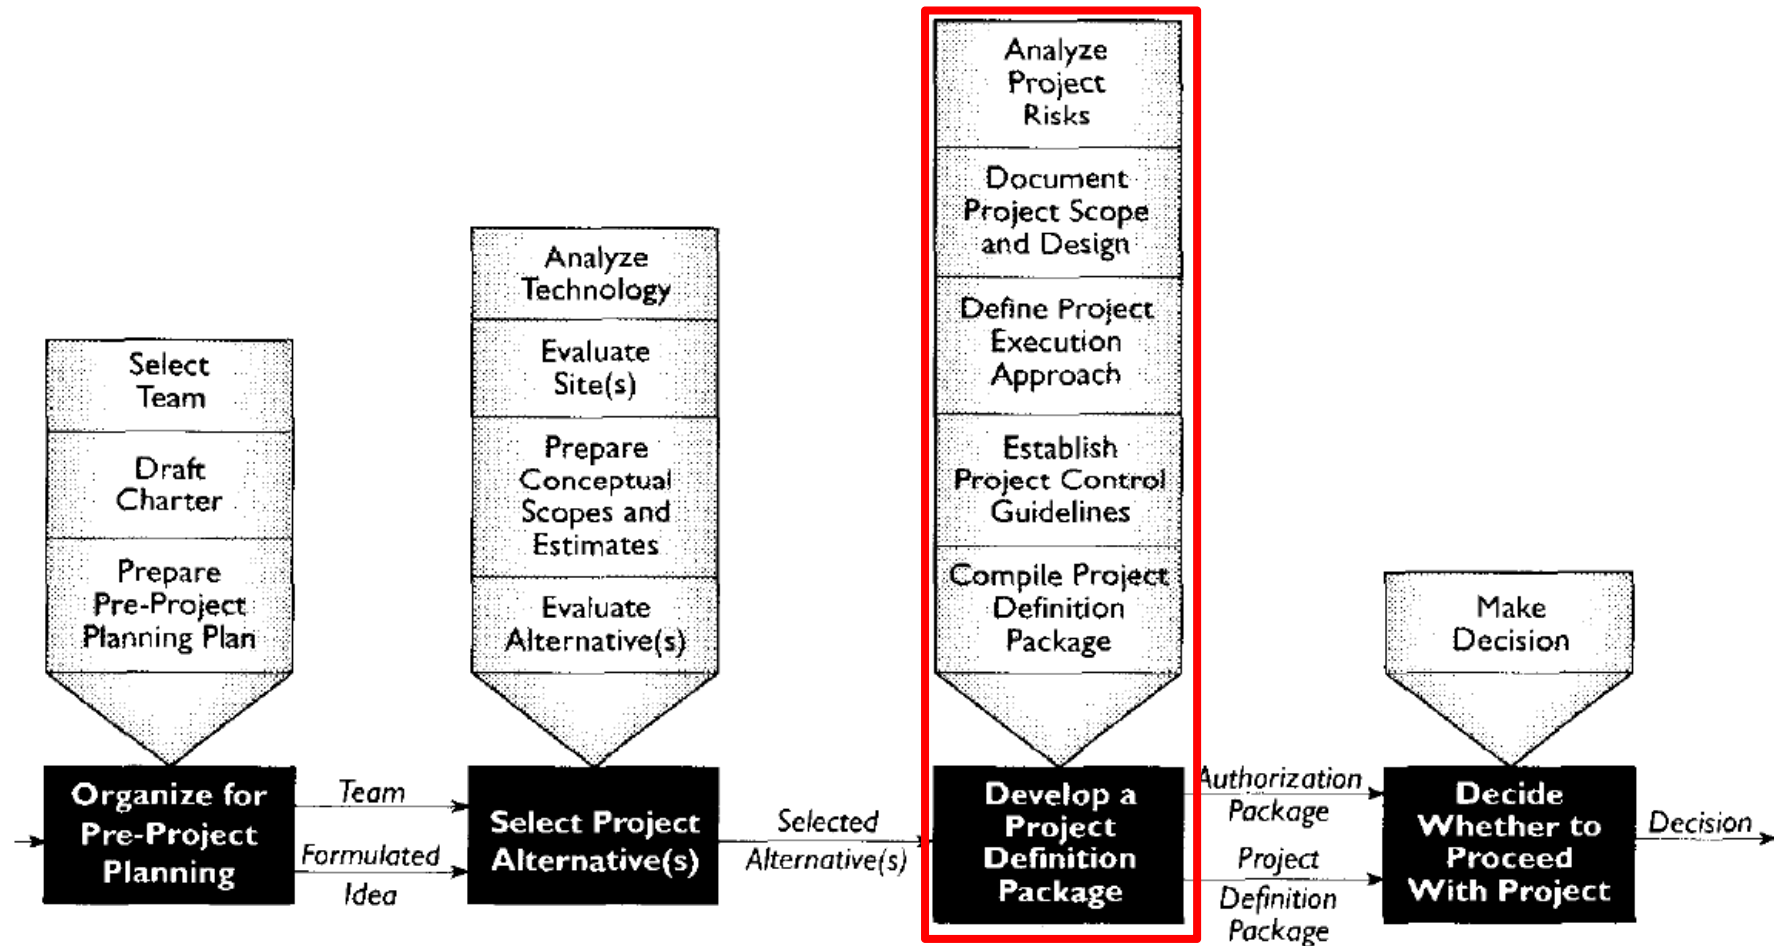 Select
Team
Draft
Charter
Prepare
Pre-Project
Planning Plan
Organize for
Pre-Project
Planning
Team
Formulated
Idea
Analyze
Technology
Evaluate
Site(s)
Prepare
Conceptual
Scopes and
Estimates
Evaluate
Alternative(s)
Select Project
Alternative(s)
Selected
Alternative(s)
Analyze
Project
Risks
Document
Project Scope
and Design
Define Project
Execution
Approach
Establish
Project Control
Guidelines
Compile Project
Definition
Package
Develop a
Project
Definition
Package
Authorization
Package
Project
Definition
Package
Make
Decision
Decide
Whether to
Proceed
With Project
Decision